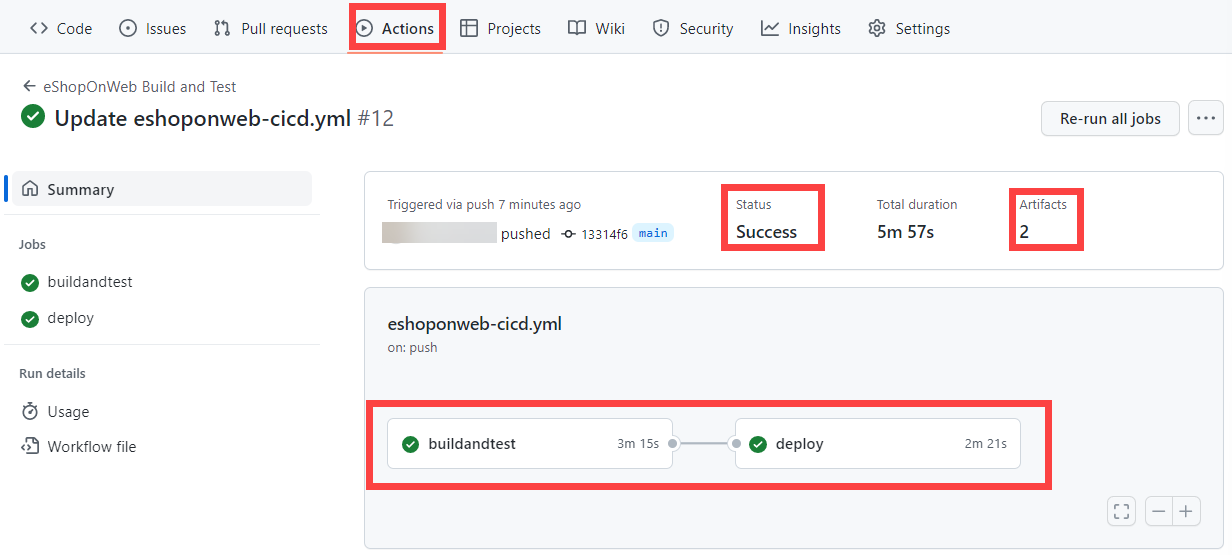 Code Issues Pull requests Actions Projects Wiki Security Insights Settings
eShopOnWeb Build and Test
Update eshoponweb-cicd.yml #12
Re-run all jobs
Summary
Jobs
buildandtest
deploy
Run details
Usage
Workflow file
Triggered via push 7 minutes ago
pushed 13314f6 main
Status
Success
Total duration
5m 57s
Artifacts
2
eshoponweb-cicd.yml
on: push
buildandtest 3m 15s
deploy 2m 21s